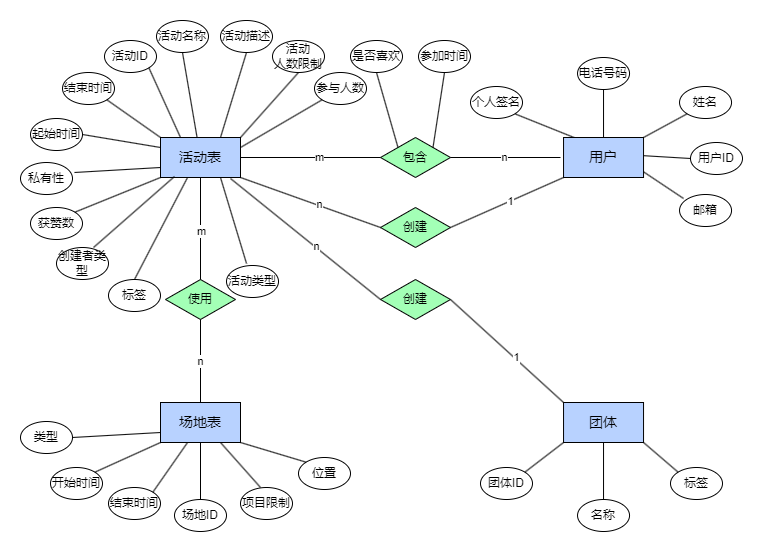 活动名称
活动描述
活动ID
活动
人数限制
是否喜欢
参加时间
结束时间
参与人数
电话号码
个人签名
姓名
起始时间
活动表
m
包含
n
用户
用户ID
私有性
n
1
邮箱
获赞数
m
创建
n
创建者类
型
标签
活动类型
使用
创建
n
1
类型
场地表
团体
开始时间
结束时间
场地ID
项目限制
位置
团体ID
名称
标签